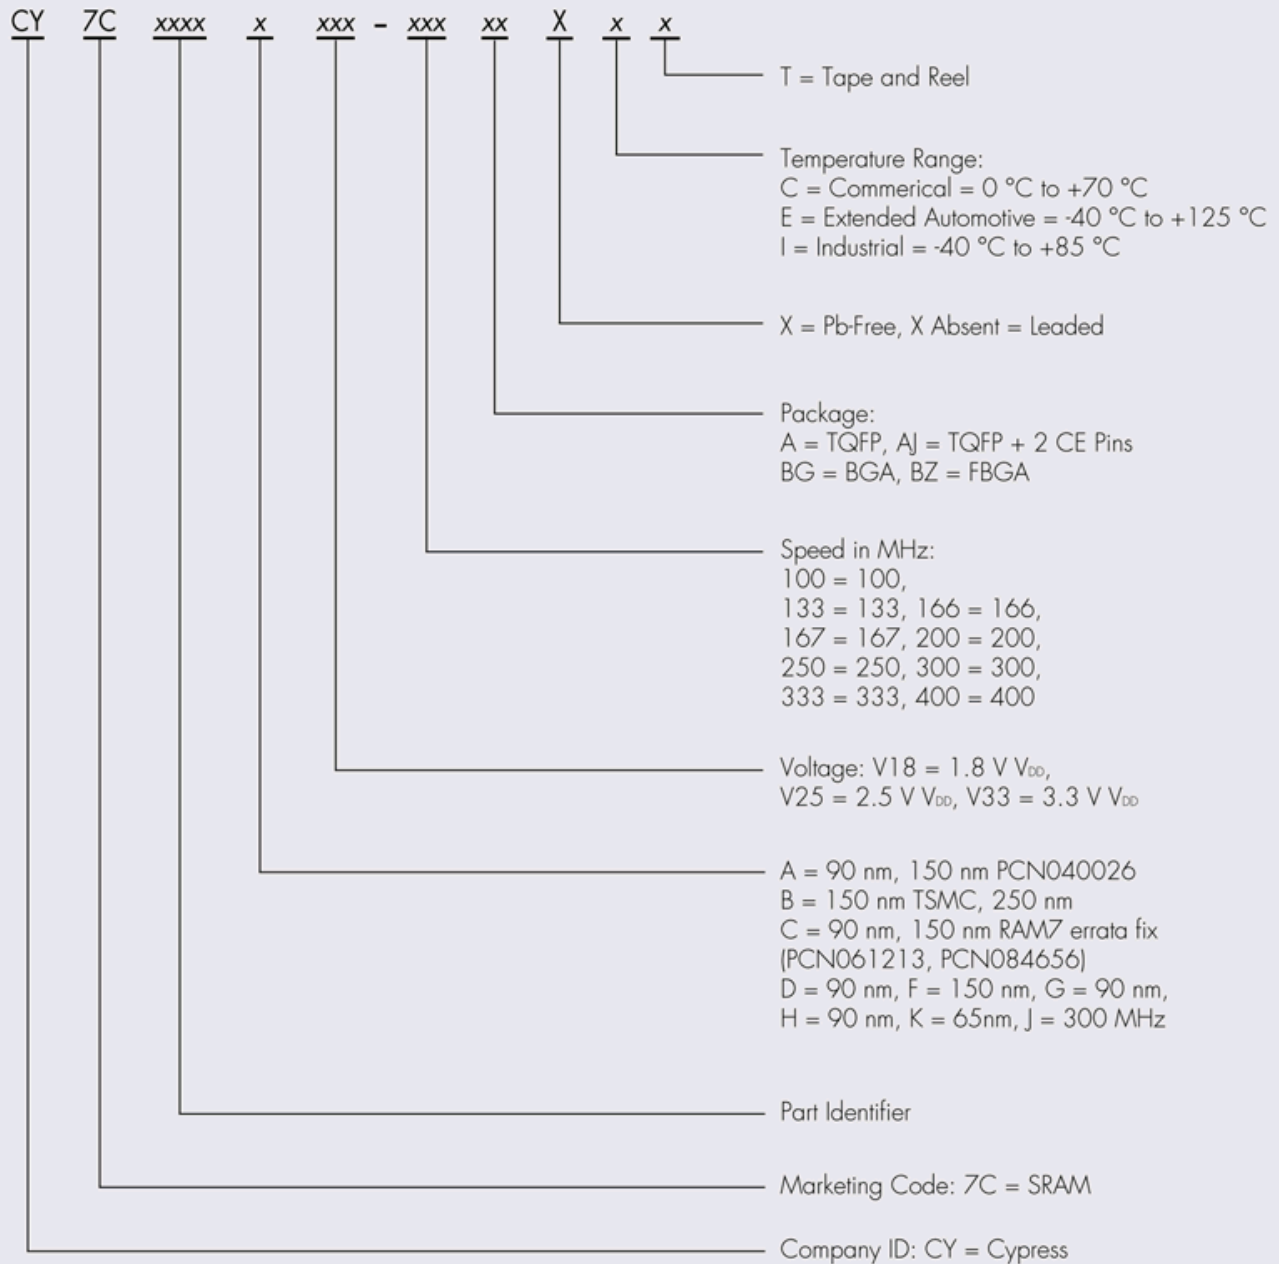 CY 7C xxxx x xxx - xxx xx X x x
T = Tape and Reel
Temperature Range:
C = Commerical = 0 °C to +70 °C
E = Extended Automotive = -40 °C to +125 °C
I = Industrial = -40 °C to +85 °C
X = Pb-Free, X Absent = Leaded
Package:
A = TQFP, AJ = TQFP + 2 CE Pins
BG = BGA, BZ = FBGA
Speed in MHz:
100 = 100,
133 = 133, 166 = 166,
167 = 167, 200 = 200,
250 = 250, 300 = 300,
333 = 333, 400 = 400
Voltage: V18 = 1.8 V VDD,
V25 = 2.5 V VDD, V33 = 3.3 V VDD
A = 90 nm, 150 nm PCN040026
B = 150 nm TSMC, 250 nm
C = 90 nm, 150 nm RAM7 errata fix
(PCN061213, PCN084656)
D = 90 nm, F = 150 nm, G = 90 nm,
H = 90 nm, K = 65nm, J = 300 MHz
Part Identifier
Marketing Code: 7C = SRAM
Company ID: CY = Cypress